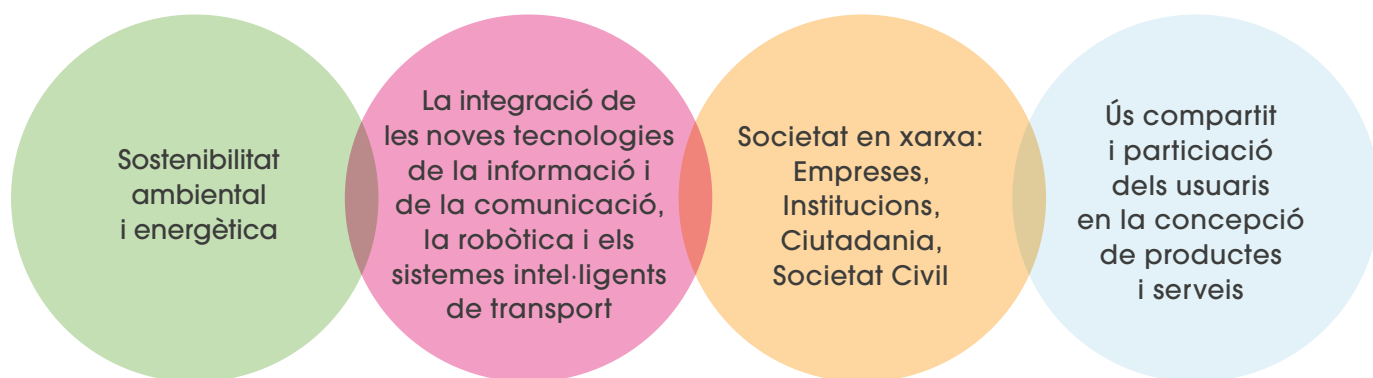 Sostenibilitat
ambiental
i energètica
La integració de
les noves tecnologies
de la informació i
de la comunicació,
la robòtica i els
sistemes intel·ligents
de transport
Societat en xarxa:
Empreses,
Institucions,
Ciutadania,
Societat Civil
Ús compartit
i particiació
dels usuaris
en la concepció
de productes
i serveis